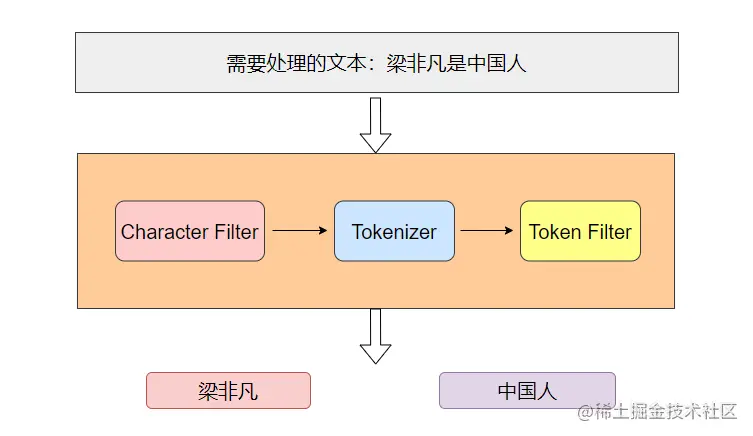 需要处理的文本：梁非凡是中国人
Character Filter
Tokenizer
Token Filter
梁非凡
中国人
@稀土掘金技术社区